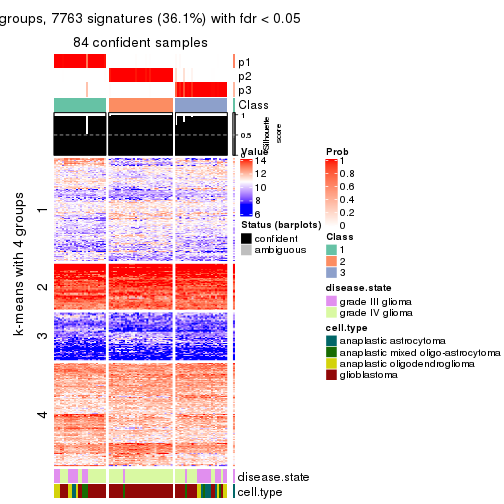 groups, 7763 signatures (36.1%) with fdr < 0.05
84 confident samples
p1
p2
p3
Class
1
0.5
0
Silhouette
score
k-means with 4 groups
1
2
3
4
disease.state
cell.type
Value
14
12
10
8
6
Status (barplots)
confident
ambiguous
Prob
1
0.8
0.6
0.4
0.2
0
Class
1
2
3
disease.state
grade III glioma
grade IV glioma
cell.type
anaplastic astrocytoma
anaplastic mixed oligo-astrocytoma
anaplastic oligodendroglioma
glioblastoma